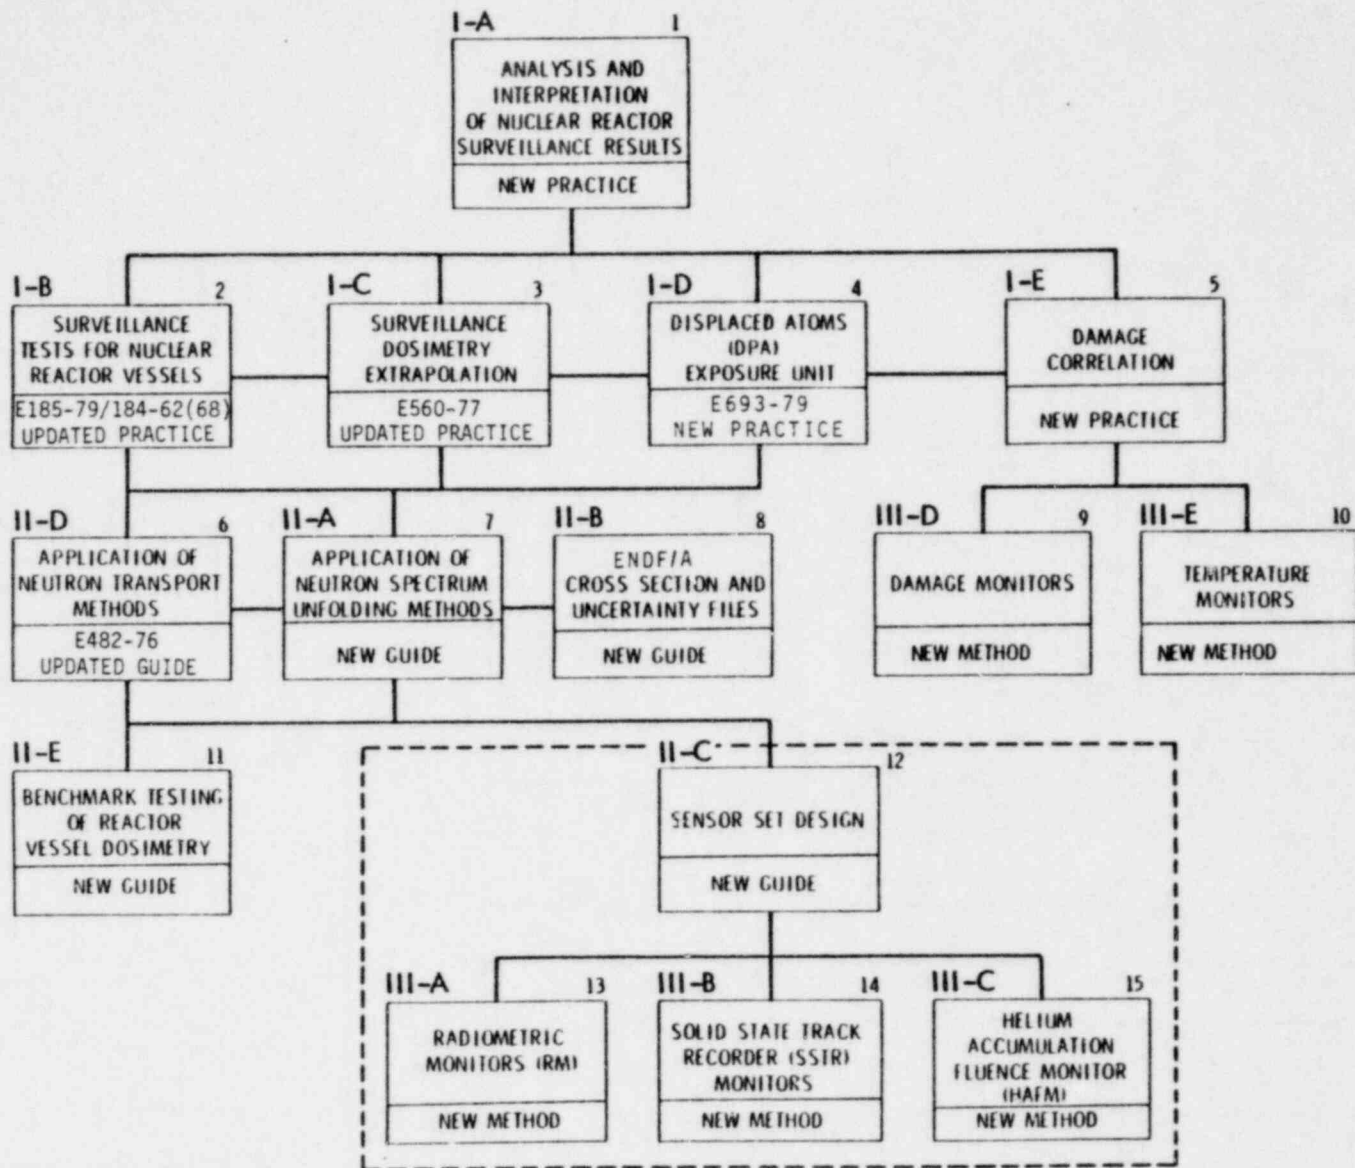 I-A 1
ANALYSIS AND
INTERPRETATION
OF NUCLEAR REACTOR
SURVEILLANCE RESULTS
NEW PRACTICE
I-B 2
SURVEILLANCE
TESTS FOR NUCLEAR
REACTOR VESSELS
E185-79/184-62(68)
UPDATED PRACTICE
I-C 3
SURVEILLANCE
DOSIMETRY
EXTRAPOLATION
E560-77
UPDATED PRACTICE
I-D 4
DISPLACED ATOMS
(DPA)
EXPOSURE UNIT
E693-79
NEW PRACTICE
I-E 5
DAMAGE
CORRELATION
NEW PRACTICE
II-D 6
APPLICATION OF
NEUTRON TRANSPORT
METHODS
E482-76
UPDATED GUIDE
II-A 7
APPLICATION OF
NEUTRON SPECTRUM
UNFOLDING METHODS
NEW GUIDE
II-B 8
ENDF/A
CROSS SECTION AND
UNCERTAINTY FILES
NEW GUIDE
III-D 9
DAMAGE MONITORS
NEW METHOD
III-E 10
TEMPERATURE
MONITORS
NEW METHOD
II-E 11
BENCHMARK TESTING
OF REACTOR
VESSEL DOSIMETRY
NEW GUIDE
II-C 12
SENSOR SET DESIGN
NEW GUIDE
III-A 13
RADIOMETRIC
MONITORS (RM)
NEW METHOD
III-B 14
SOLID STATE TRACK
RECORDER (SSTR)
MONITORS
NEW METHOD
III-C 15
HELIUM
ACCUMULATION
FLUENCE MONITOR
(HAFM)
NEW METHOD